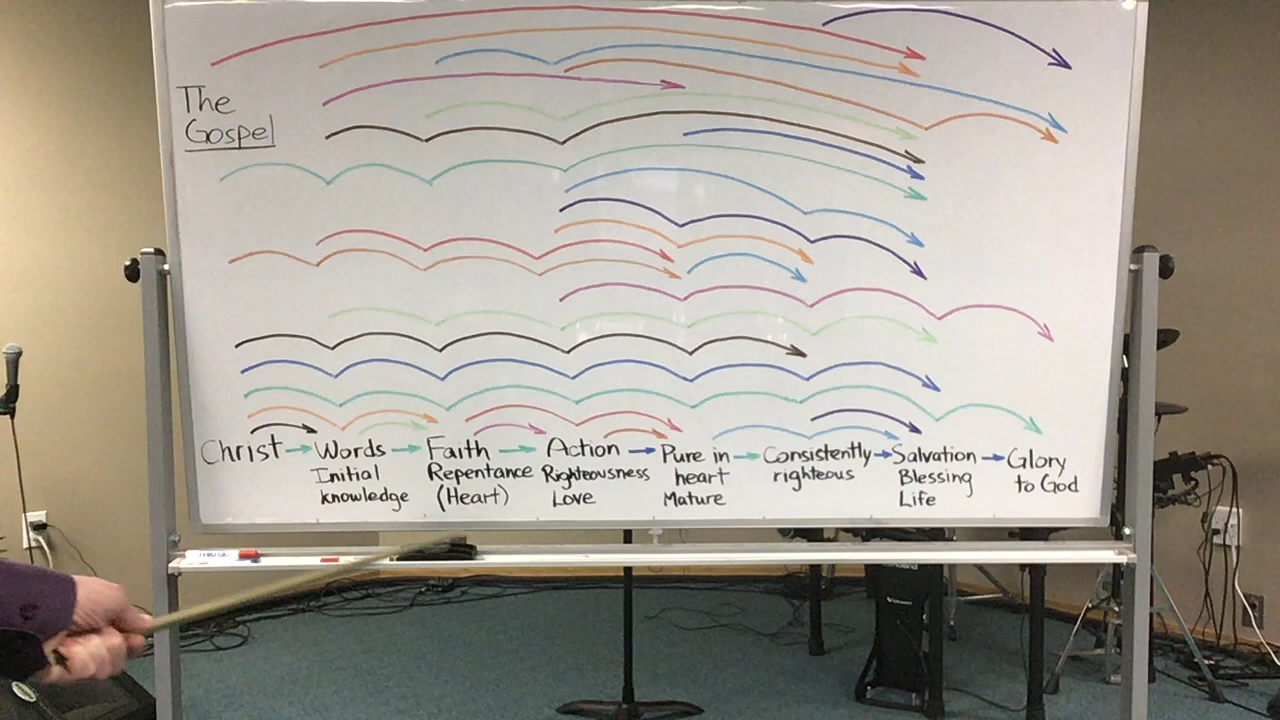 The
Gospel
Christ → Words → Faith → Action → Pure in → Consistently → Salvation → Glory
Initial Repentance Righteousness heart righteous Blessing to God
knowledge (Heart) Love Mature Life